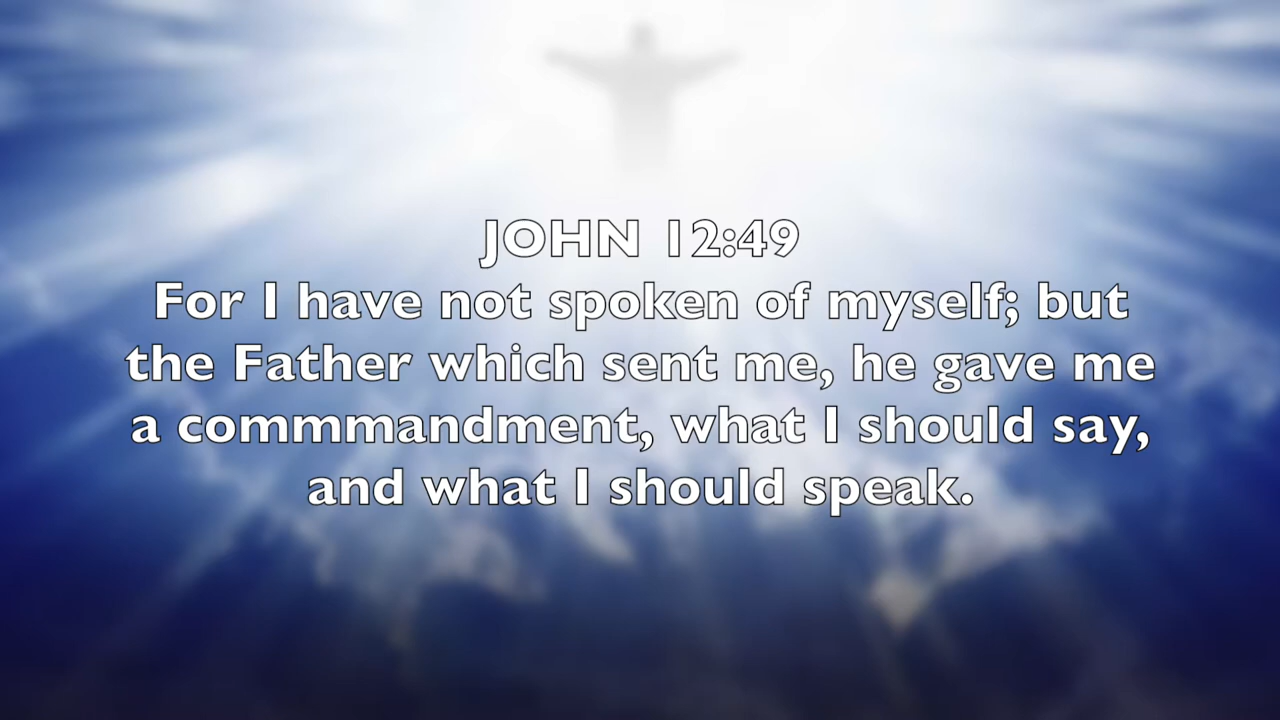 JOHN 12:49
For I have not spoken of myself; but
the Father which sent me, he gave me
a commmandment, what I should say,
and what I should speak.